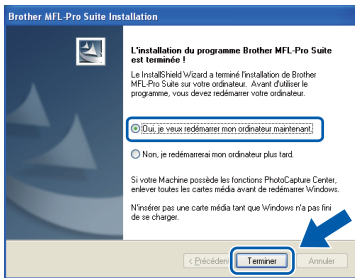 Brother MFL-Pro Suite Installation
L'installation du programme Brother MFL-Pro Suite
est terminée !
Le InstallShield Wizard a terminé l'installation de Brother
MFL-Pro Suite sur votre ordinateur. Avant d'utiliser le
programme, vous devez redémarrer votre ordinateur.
Oui, je veux redémarrer mon ordinateur maintenant.
Non, je redémarrerai mon ordinateur plus tard.
Si votre Machine possède les fonctions PhotoCapture Center,
enlever toutes les cartes média avant de redémarrer Windows.
N'insérer pas une carte média tant que Windows n'a pas fini
de se charger.
< Précédent Terminer Annuler